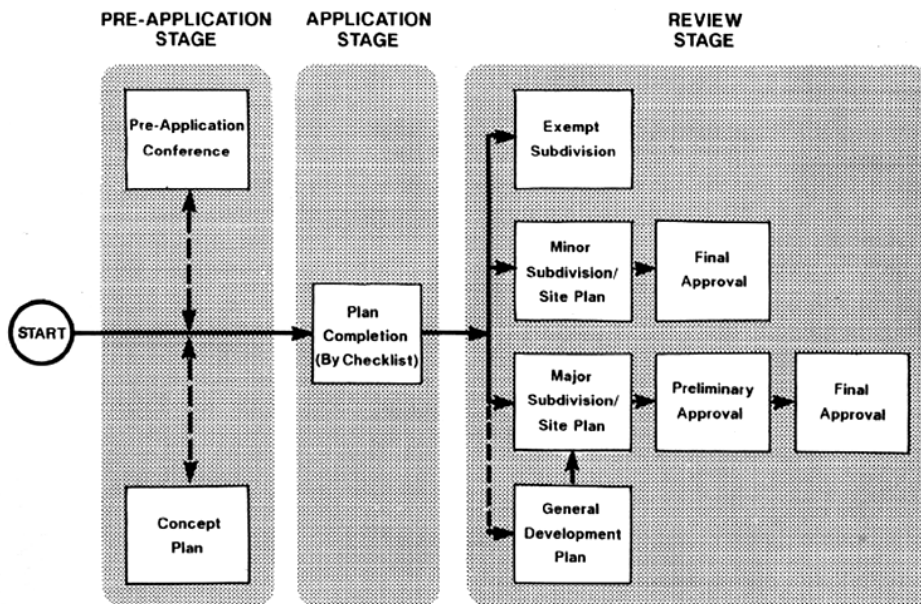 PRE-APPLICATION
STAGE
APPLICATION
STAGE
REVIEW
STAGE
Pre-Application
Conference
Exempt
Subdivision
Minor
Subdivision/
Site Plan
Final
Approval
START
Plan
Completion
(By Checklist)
Major
Subdivision/
Site Plan
Preliminary
Approval
Final
Approval
Concept
Plan
General
Development
Plan